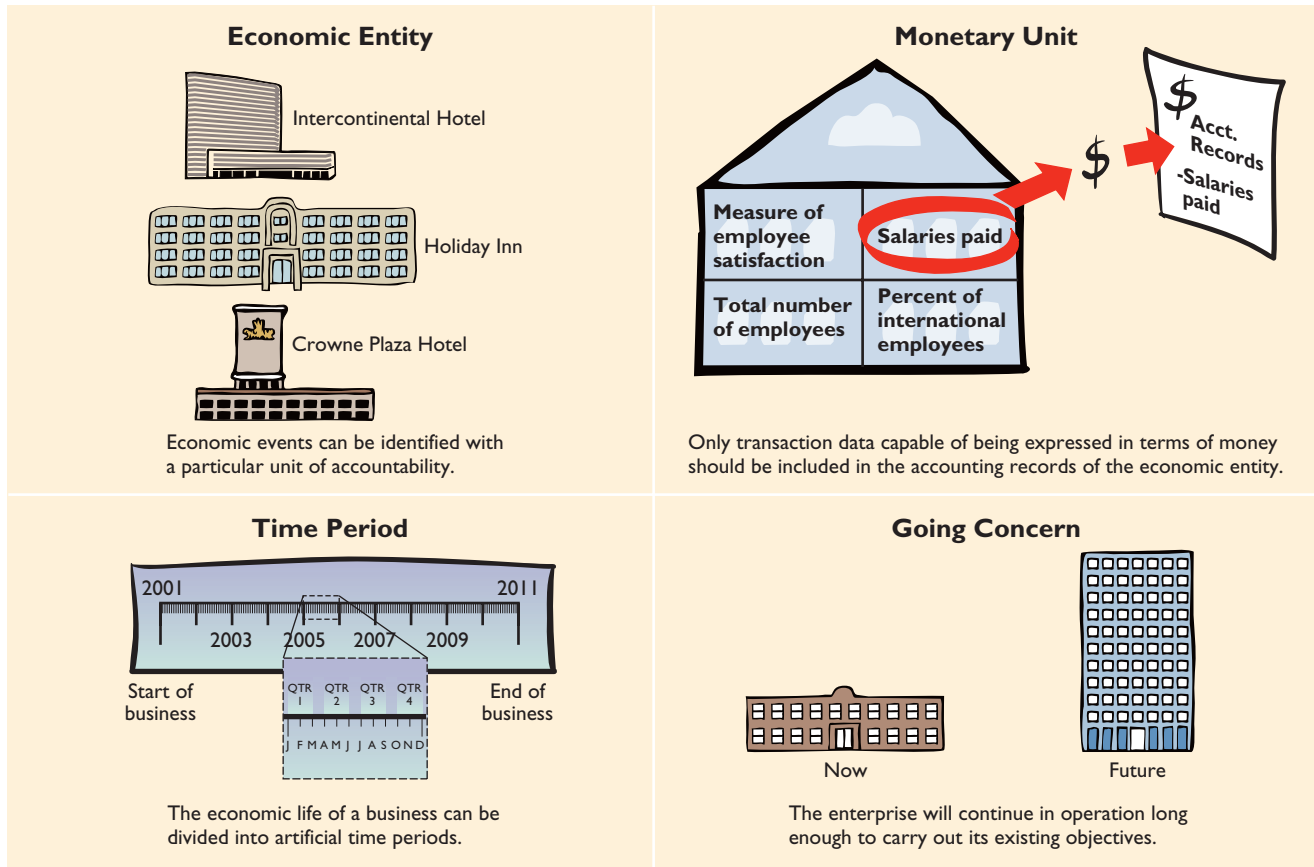 Economic Entity
Intercontinental Hotel
Holiday Inn
Crowne Plaza Hotel
Economic events can be identified with
a particular unit of accountability.
Monetary Unit
Measure of
employee
satisfaction
Salaries paid
Total number
of employees
Percent of
international
employees
$
$
Acct.
Records
-Salaries
paid
Only transaction data capable of being expressed in terms of money
should be included in the accounting records of the economic entity.
Time Period
2001 2011
2003 2005 2007 2009
Start of
business
End of
business
QTR QTR QTR QTR
1 2 3 4
J F M A M J J A S O N D
The economic life of a business can be
divided into artificial time periods.
Going Concern
Now
Future
The enterprise will continue in operation long
enough to carry out its existing objectives.